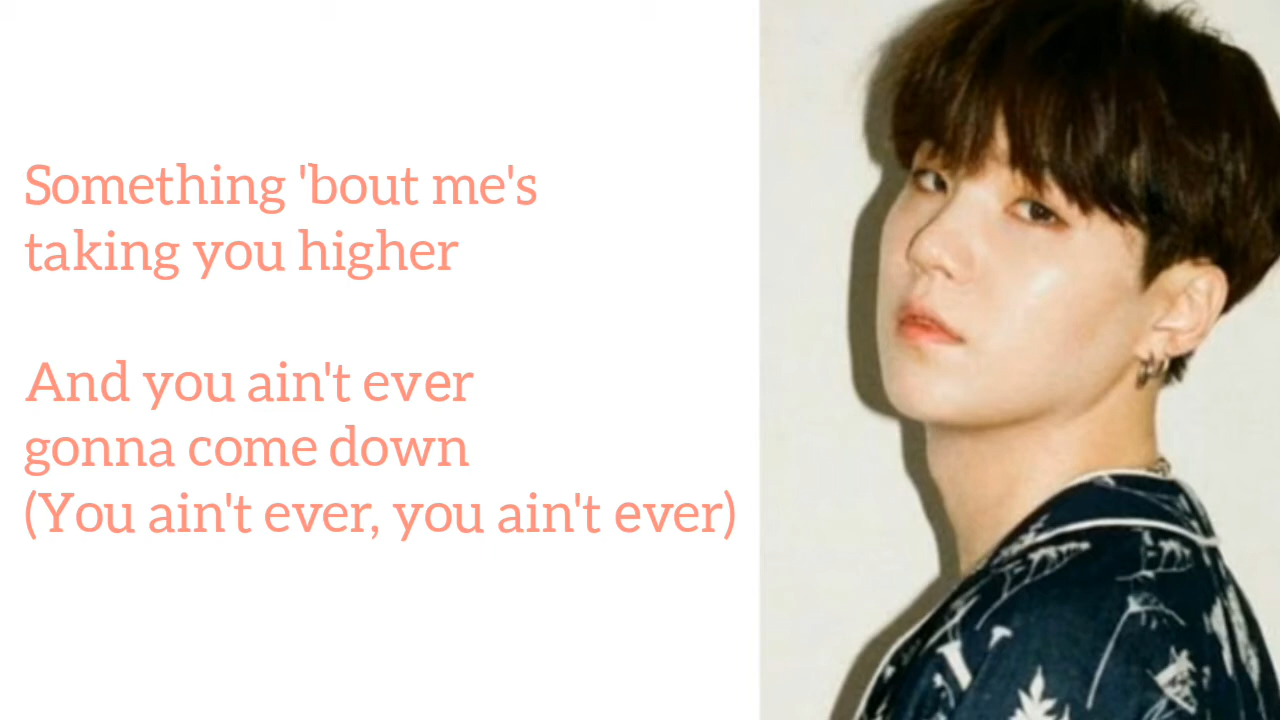 Something 'bout me's
taking you higher
And you ain't ever
gonna come down
(You ain't ever, you ain't ever)